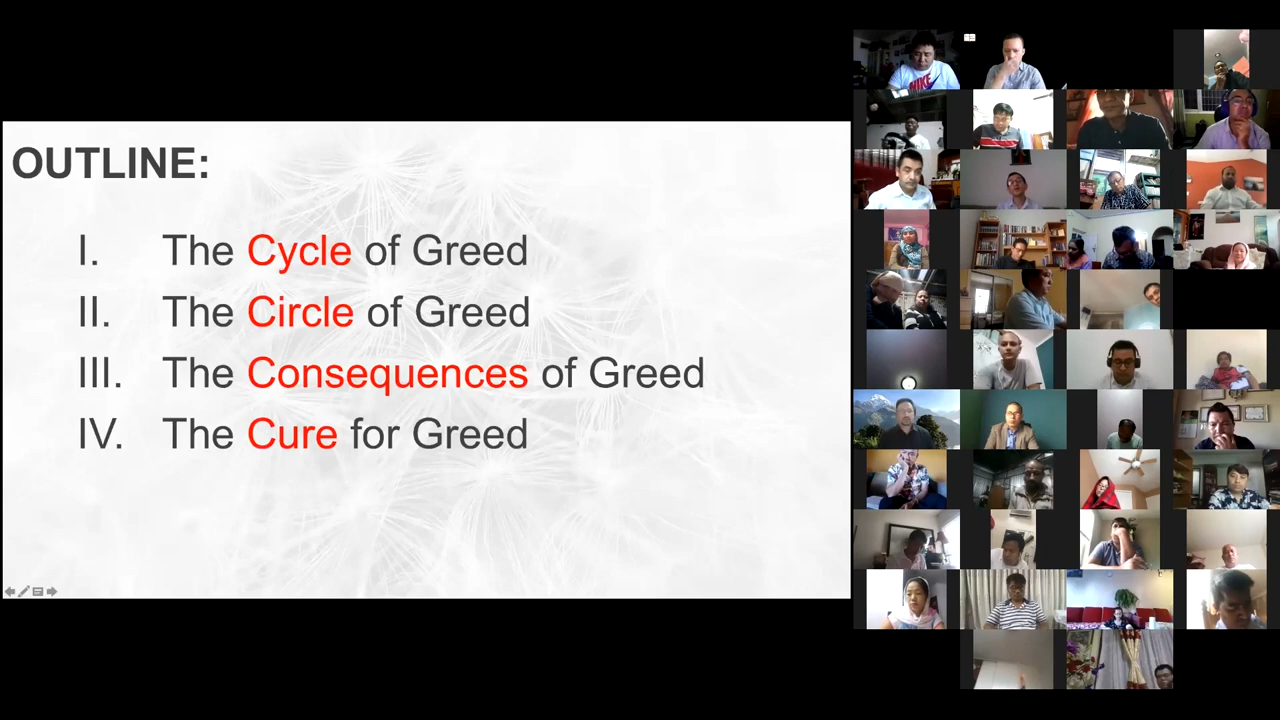 OUTLINE:
I. The Cycle of Greed
II. The Circle of Greed
III. The Consequences of Greed
IV. The Cure for Greed
NIKE